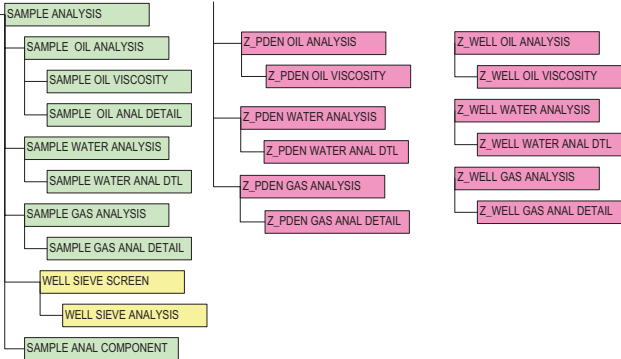 SAMPLE ANALYSIS
SAMPLE OIL ANALYSIS
SAMPLE OIL VISCOSITY
SAMPLE OIL ANAL DETAIL
SAMPLE WATER ANALYSIS
SAMPLE WATER ANAL DTL
SAMPLE GAS ANALYSIS
SAMPLE GAS ANAL DETAIL
WELL SIEVE SCREEN
WELL SIEVE ANALYSIS
SAMPLE ANAL COMPONENT
Z_PDEN OIL ANALYSIS
Z_PDEN OIL VISCOSITY
Z_PDEN WATER ANALYSIS
Z_PDEN WATER ANAL DTL
Z_PDEN GAS ANALYSIS
Z_PDEN GAS ANAL DETAIL
Z_WELL OIL ANALYSIS
Z_WELL OIL VISCOSITY
Z_WELL WATER ANALYSIS
Z_WELL WATER ANAL DTL
Z_WELL GAS ANALYSIS
Z_WELL GAS ANAL DETAIL